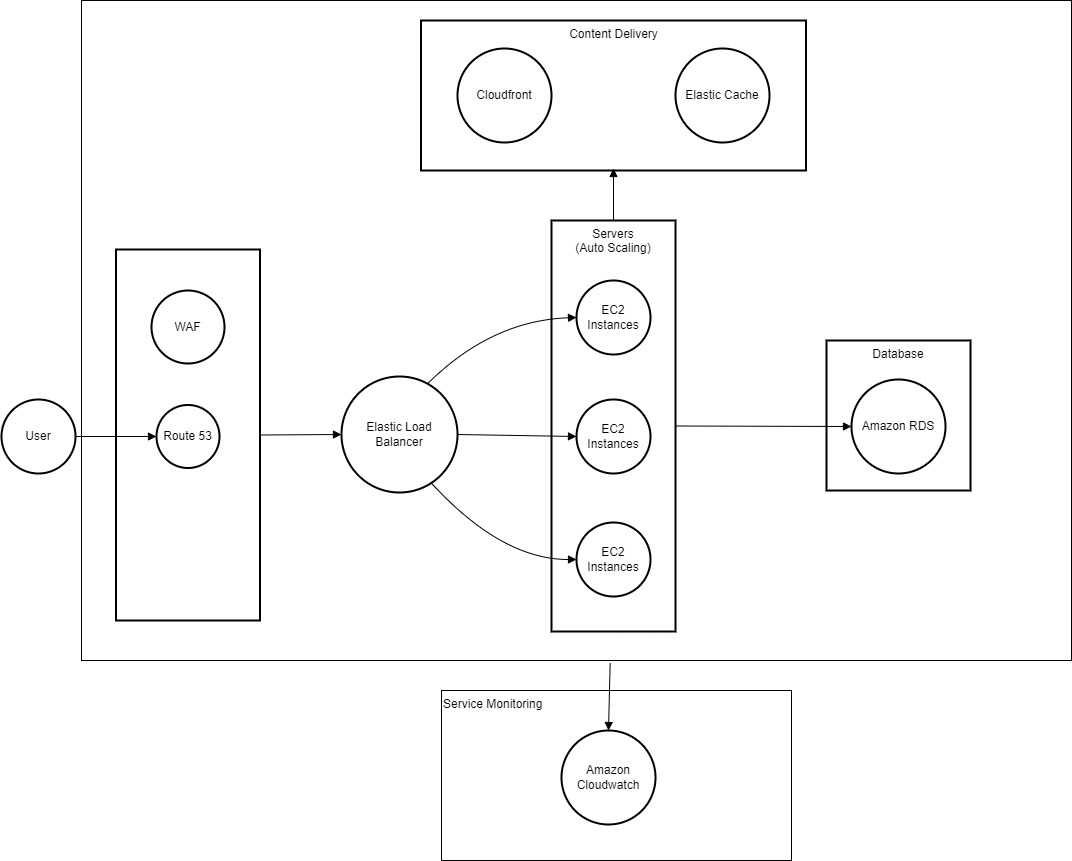 Content Delivery
Cloudfront
Elastic Cache
Servers
(Auto Scaling)
WAF
EC2
Instances
Database
User
Route 53
Elastic Load
Balancer
EC2
Instances
Amazon RDS
EC2
Instances
Service Monitoring
Amazon
Cloudwatch